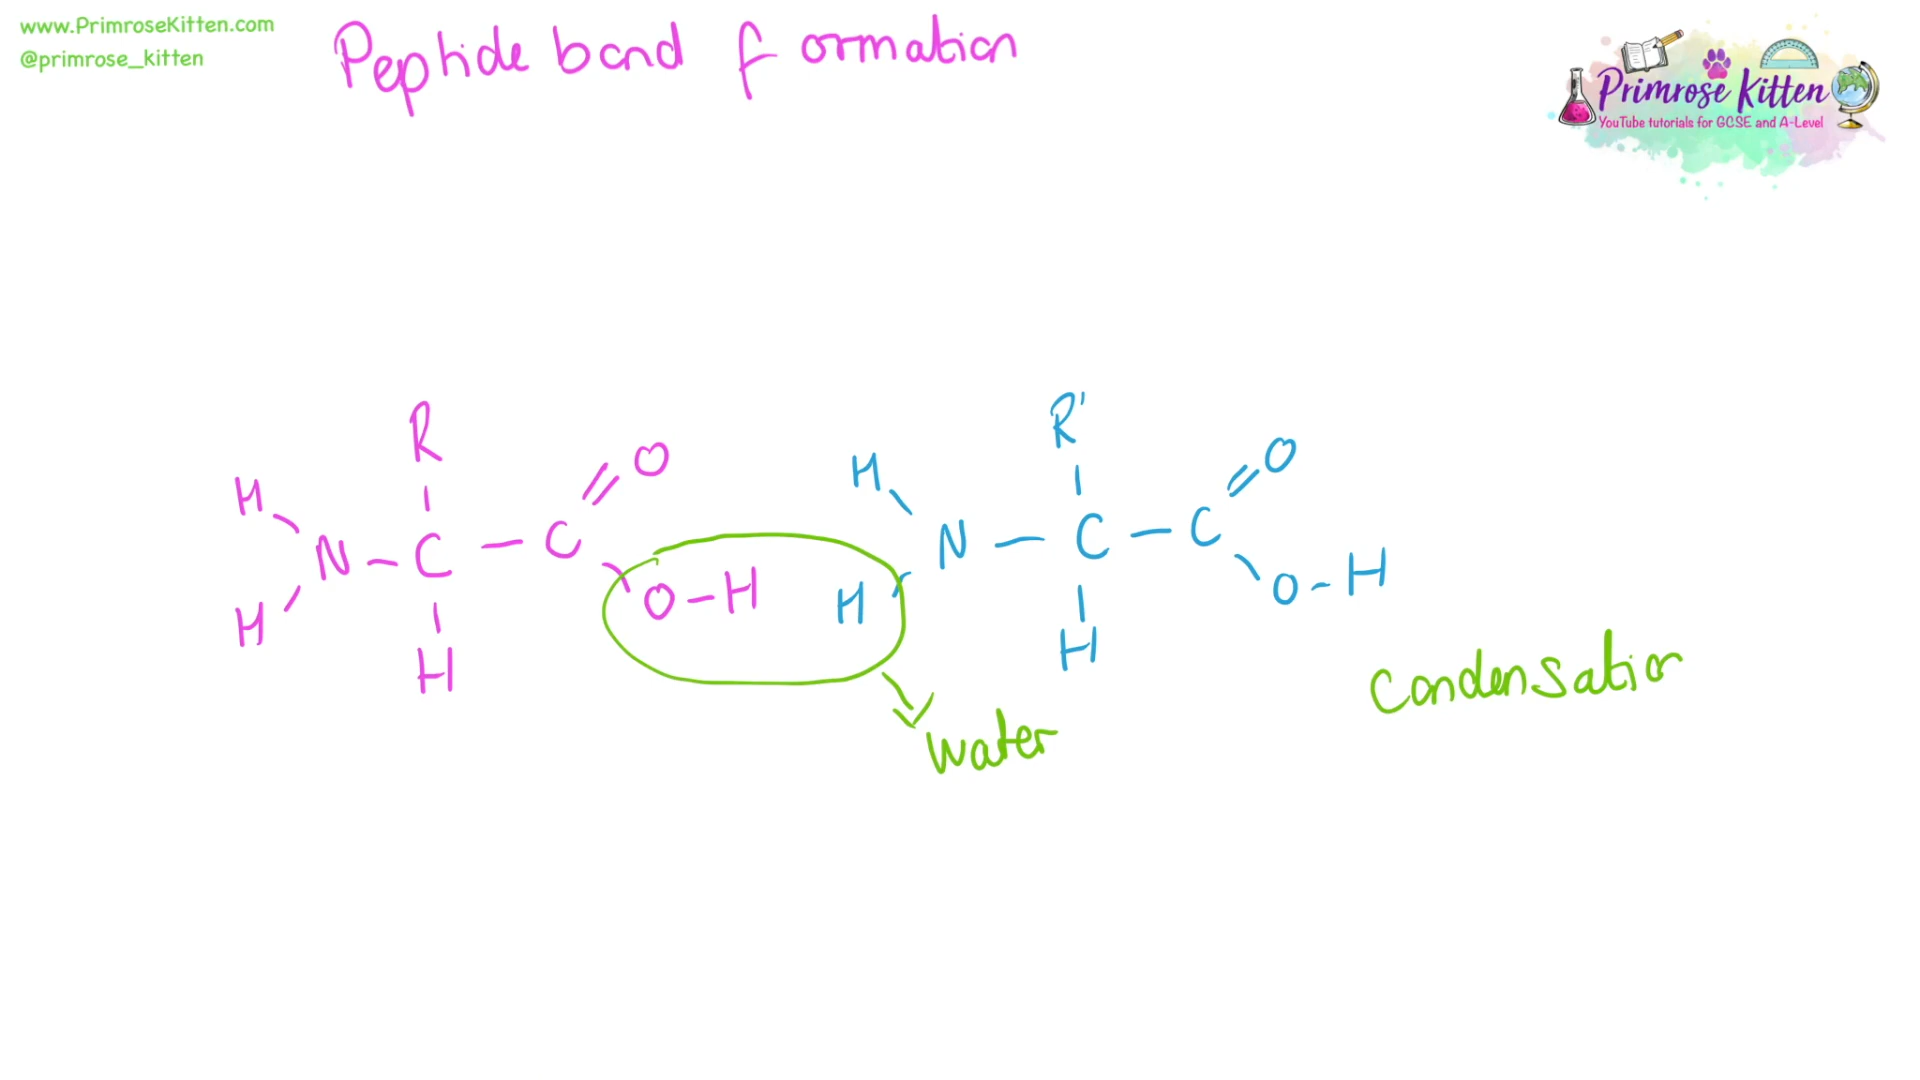 www.PrimroseKitten.com
@primrose_kitten
Peptide bond formation
Primrose Kitten
YouTube tutorials for GCSE and A-Level
R
R'
H
O
H
O
N - C - C
N - C - C
H
O-H
H
O-H
H
H
Condensation
water